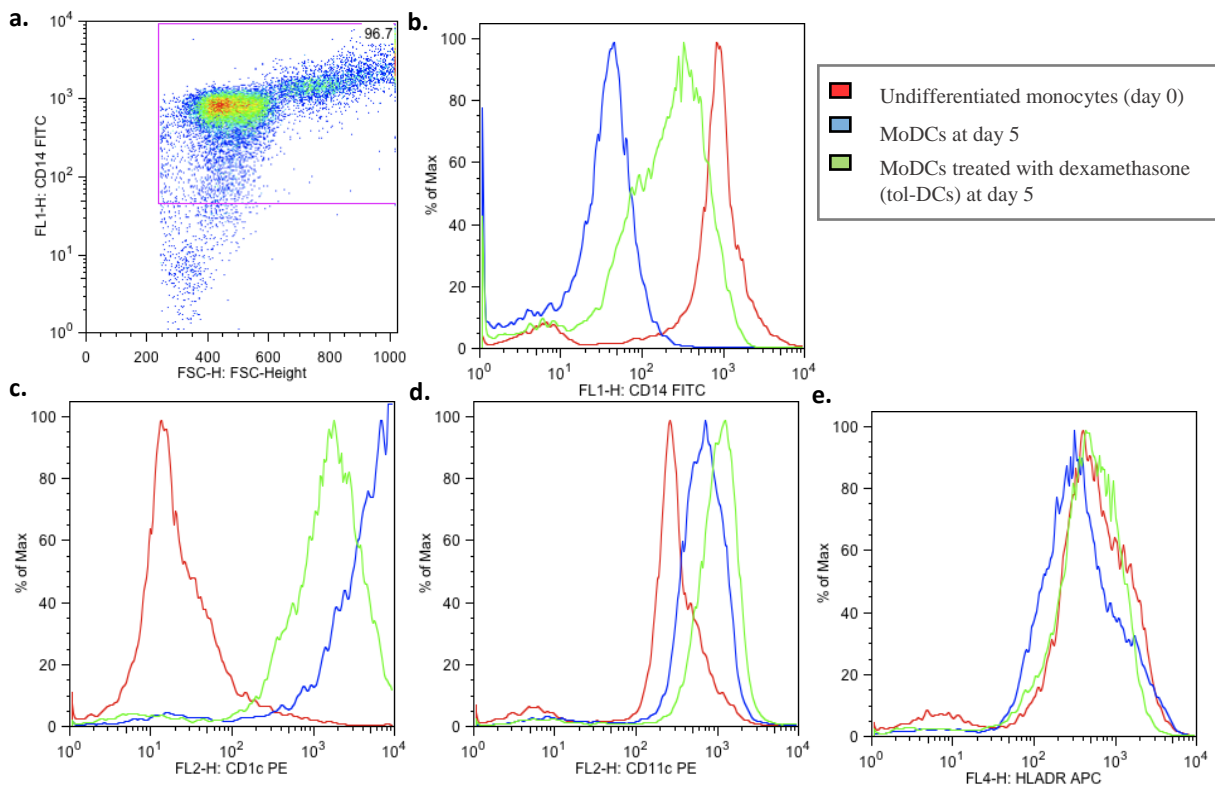 a.
10^4
10^3
10^2
10^1
10^0
96.7
FL1-H: CD14 FITC
0 200 400 600 800 1000
FSC-H: FSC-Height
b.
100
80
60
40
20
0
% of Max
10^0 10^1 10^2 10^3 10^4
FL1-H: CD14 FITC
Undifferentiated monocytes (day 0)
MoDCs at day 5
MoDCs treated with dexamethasone
(tol-DCs) at day 5
c.
100
80
60
40
20
0
% of Max
10^0 10^1 10^2 10^3 10^4
FL2-H: CD1c PE
d.
100
80
60
40
20
0
% of Max
10^0 10^1 10^2 10^3 10^4
FL2-H: CD11c PE
e.
100
80
60
40
20
0
% of Max
10^0 10^1 10^2 10^3 10^4
FL4-H: HLADR APC